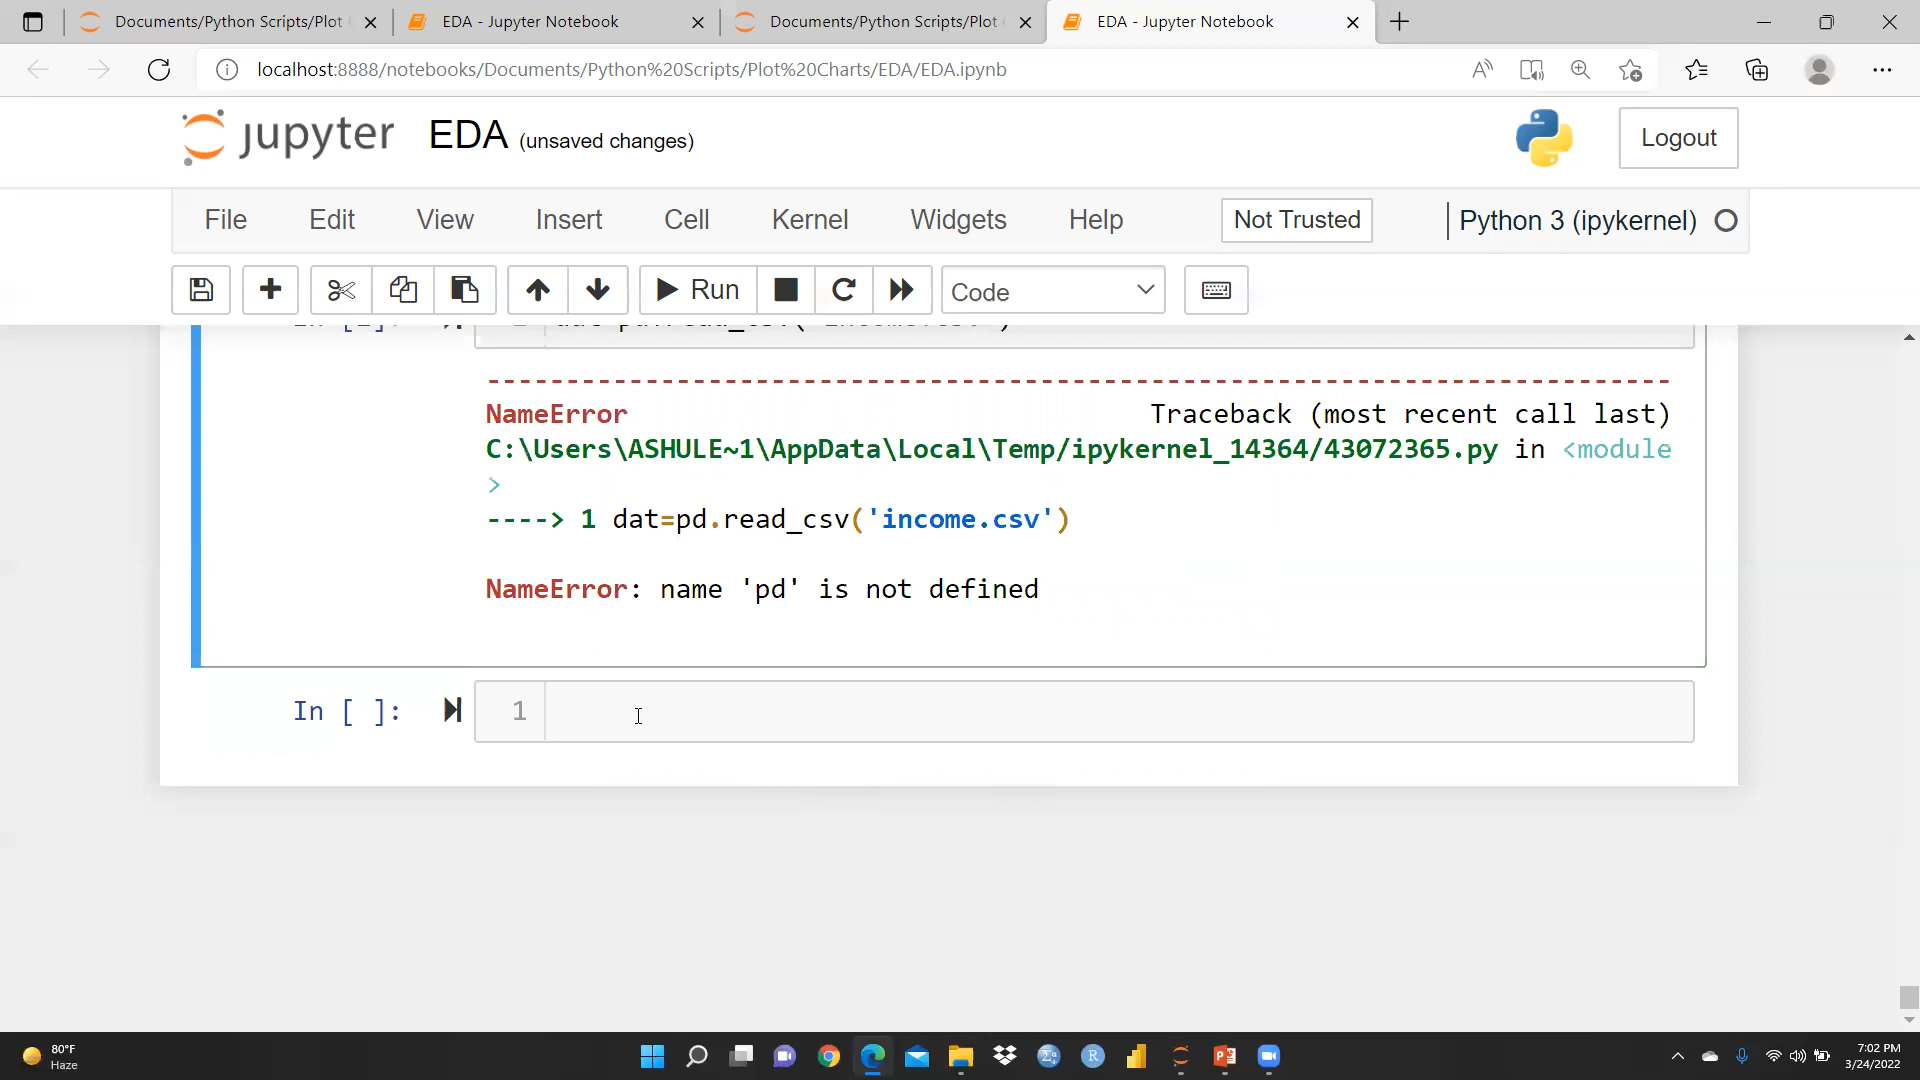 Documents/Python Scripts/Plot
EDA - Jupyter Notebook
Documents/Python Scripts/Plot
EDA - Jupyter Notebook
localhost:8888/notebooks/Documents/Python%20Scripts/Plot%20Charts/EDA/EDA.ipynb
jupyter EDA (unsaved changes)
Logout
File Edit View Insert Cell Kernel Widgets Help Not Trusted Python 3 (ipykernel)
Run Code
--------------------------------------------------------------------------
NameError Traceback (most recent call last)
C:\Users\ASHULE~1\AppData\Local\Temp/ipykernel_14364/43072365.py in <module
>
----> 1 dat=pd.read_csv('income.csv')
NameError: name 'pd' is not defined
In [ ]: 1
80°F
Haze
7:02 PM
3/24/2022